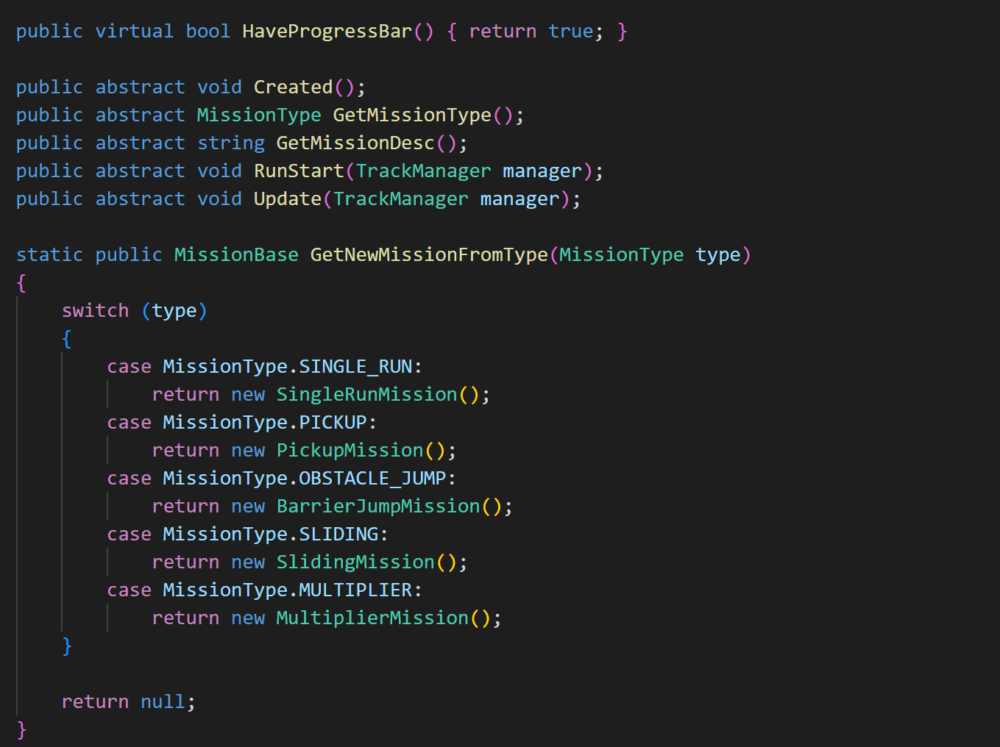 public virtual bool HaveProgressBar() { return true; }
public abstract void Created();
public abstract MissionType GetMissionType();
public abstract string GetMissionDesc();
public abstract void RunStart(TrackManager manager);
public abstract void Update(TrackManager manager);
static public MissionBase GetNewMissionFromType(MissionType type)
{
switch (type)
{
case MissionType.SINGLE_RUN:
return new SingleRunMission();
case MissionType.PICKUP:
return new PickupMission();
case MissionType.OBSTACLE_JUMP:
return new BarrierJumpMission();
case MissionType.SLIDING:
return new SlidingMission();
case MissionType.MULTIPLIER:
return new MultiplierMission();
}
return null;
}